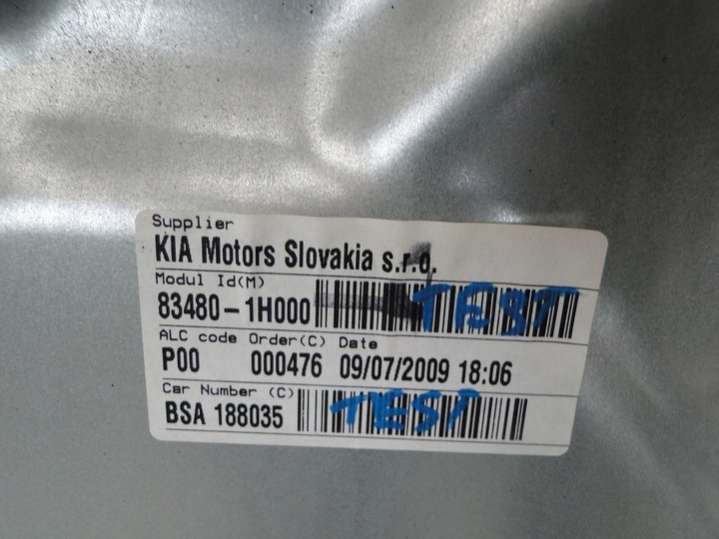 Supplier
KIA Motors Slovakia s.r.o.
Modul Id(M)
83480-1H000 TEST
ALC code Order(C) Date
P00 000476 09/07/2009 18:06
Car Number (C)
BSA 188035 TEST